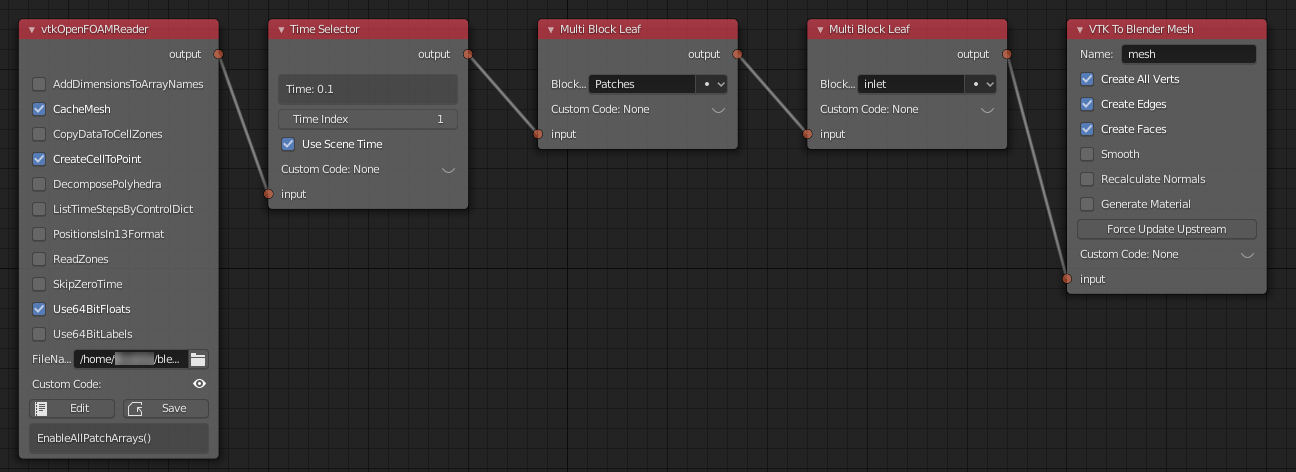 vtkOpenFOAMReader
output
AddDimensionsToArrayNames
CacheMesh
CopyDataToCellZones
CreateCellToPoint
DecomposePolyhedra
ListTimeStepsByControlDict
PositionsIsIn13Format
ReadZones
SkipZeroTime
Use64BitFloats
Use64BitLabels
FileNa... /home/ /ble...
Custom Code:
Edit Save
EnableAllPatchArrays()
Time Selector
output
Time: 0.1
Time Index 1
Use Scene Time
Custom Code: None
input
Multi Block Leaf
output
Block... Patches
Custom Code: None
input
Multi Block Leaf
output
Block... inlet
Custom Code: None
input
VTK To Blender Mesh
Name: mesh
Create All Verts
Create Edges
Create Faces
Smooth
Recalculate Normals
Generate Material
Force Update Upstream
Custom Code: None
input